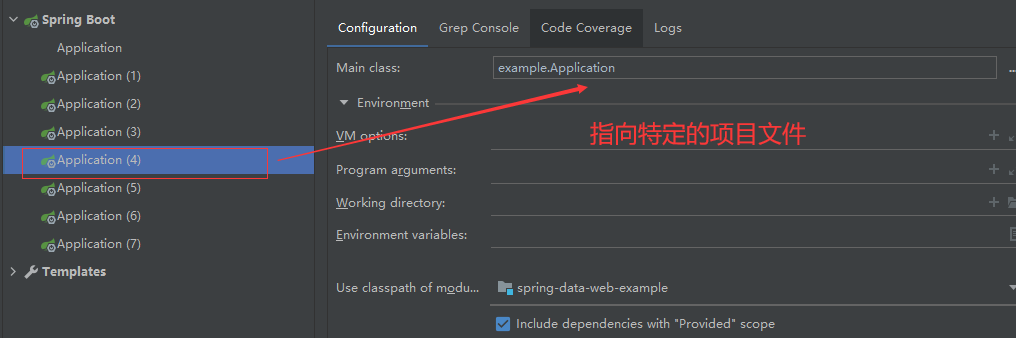 Spring Boot
Application
Application (1)
Application (2)
Application (3)
Application (4)
Application (5)
Application (6)
Application (7)
Templates
Configuration Grep Console Code Coverage Logs
Main class: example.Application ...
Environment
VM options:
指向特定的项目文件
Program arguments:
Working directory:
Environment variables:
Use classpath of modu... spring-data-web-example
Include dependencies with "Provided" scope